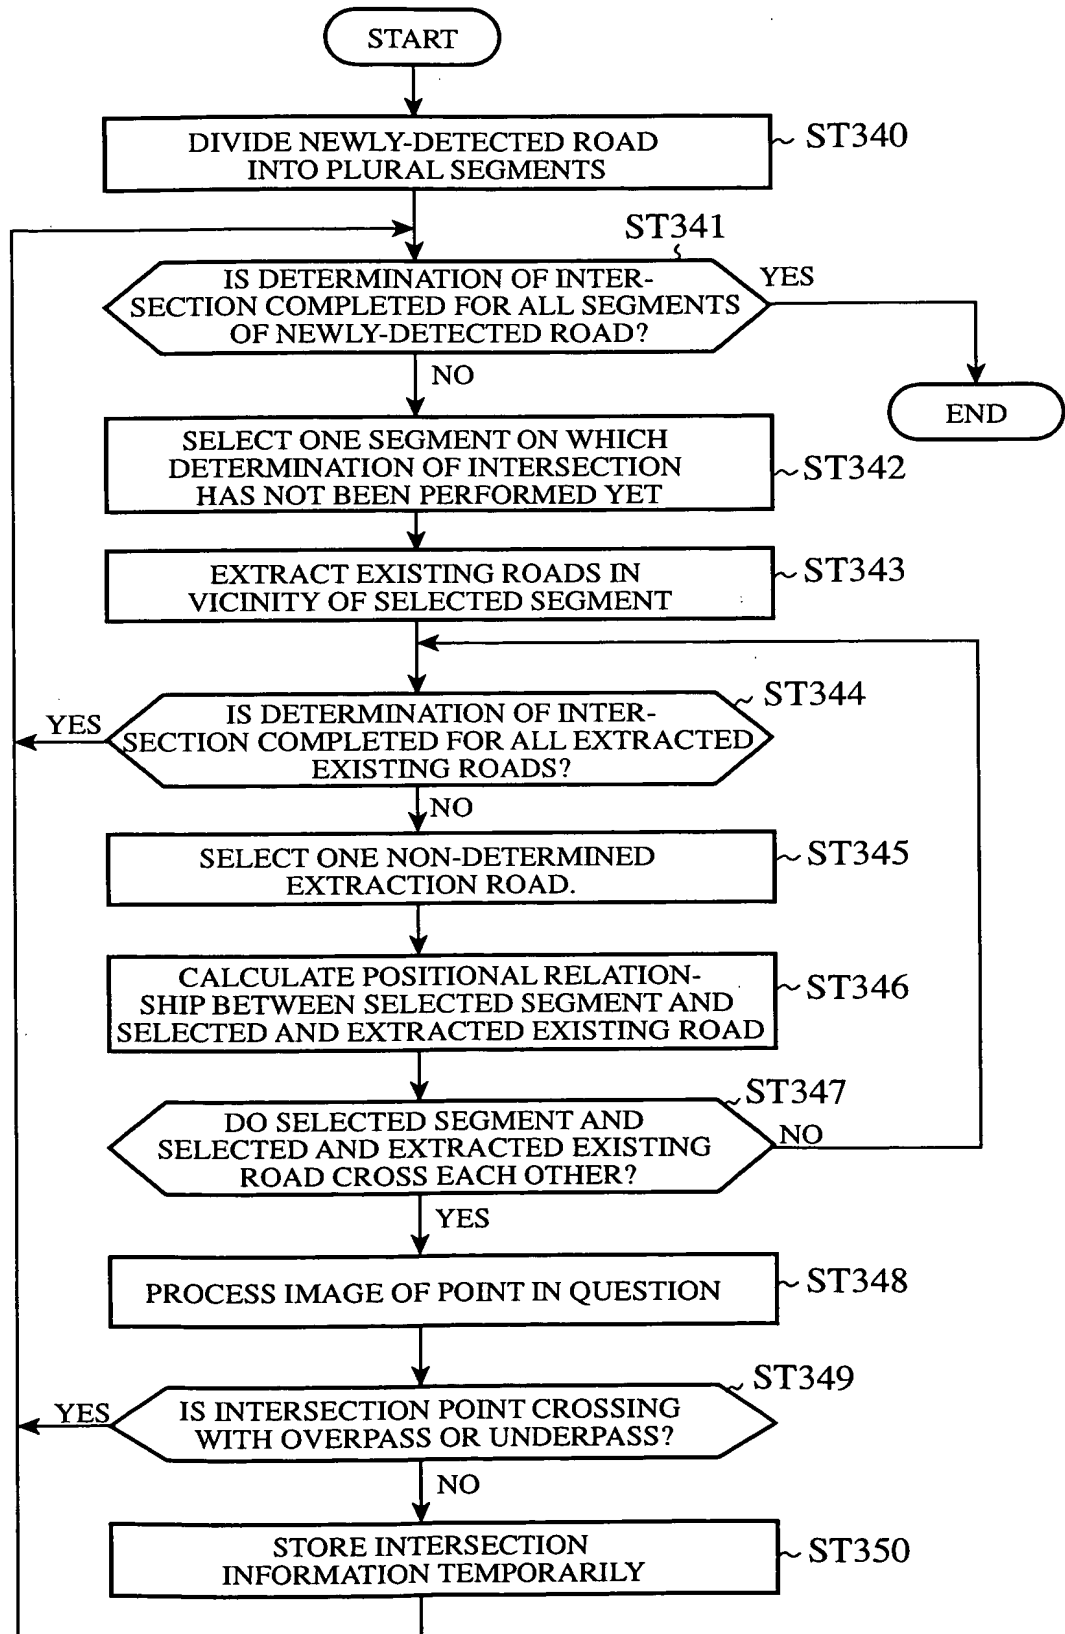 START
DIVIDE NEWLY-DETECTED ROAD
INTO PLURAL SEGMENTS
ST340
ST341
IS DETERMINATION OF INTER-
SECTION COMPLETED FOR ALL SEGMENTS
OF NEWLY-DETECTED ROAD?
YES
NO
END
SELECT ONE SEGMENT ON WHICH
DETERMINATION OF INTERSECTION
HAS NOT BEEN PERFORMED YET
ST342
EXTRACT EXISTING ROADS IN
VICINITY OF SELECTED SEGMENT
ST343
ST344
YES
IS DETERMINATION OF INTER-
SECTION COMPLETED FOR ALL EXTRACTED
EXISTING ROADS?
NO
SELECT ONE NON-DETERMINED
EXTRACTION ROAD.
ST345
CALCULATE POSITIONAL RELATION-
SHIP BETWEEN SELECTED SEGMENT AND
SELECTED AND EXTRACTED EXISTING ROAD
ST346
ST347
DO SELECTED SEGMENT AND
SELECTED AND EXTRACTED EXISTING
ROAD CROSS EACH OTHER?
NO
YES
PROCESS IMAGE OF POINT IN QUESTION
ST348
ST349
YES
IS INTERSECTION POINT CROSSING
WITH OVERPASS OR UNDERPASS?
NO
STORE INTERSECTION
INFORMATION TEMPORARILY
ST350